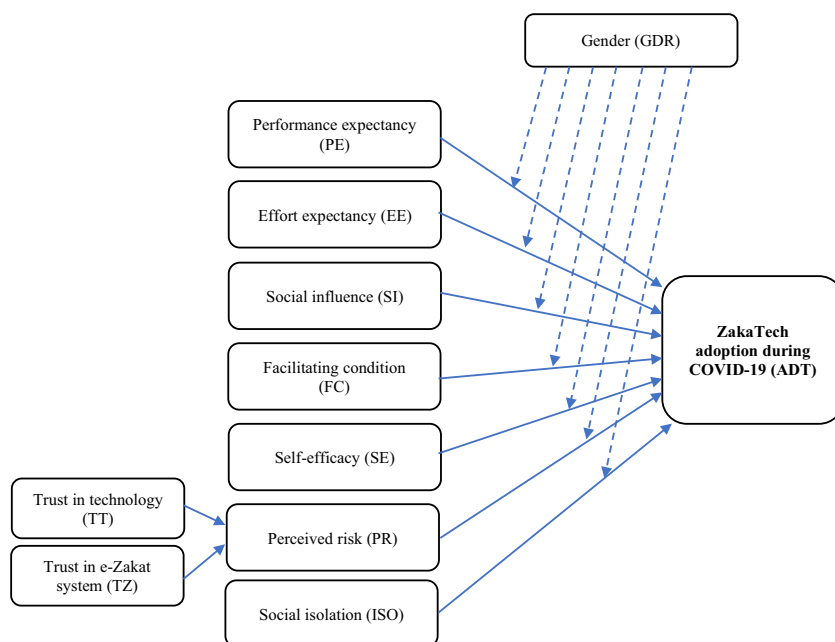 Gender (GDR)
Performance expectancy
(PE)
Effort expectancy (EE)
Social influence (SI)
ZakaTech
adoption during
COVID-19 (ADT)
Facilitating condition
(FC)
Self-efficacy (SE)
Trust in technology
(TT)
Perceived risk (PR)
Trust in e-Zakat
system (TZ)
Social isolation (ISO)